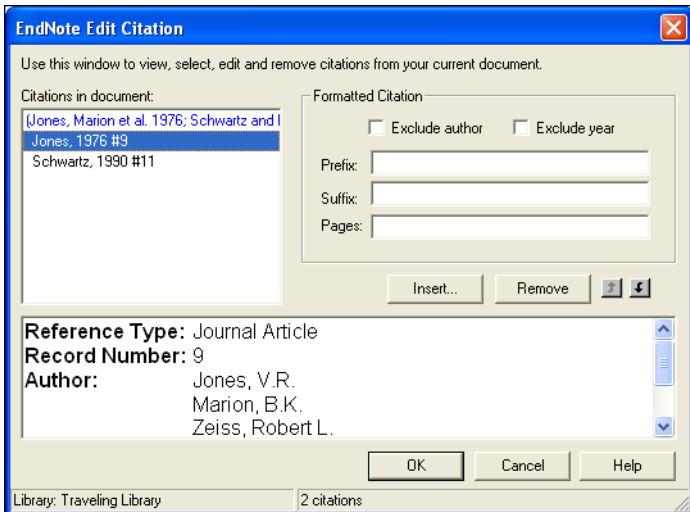 EndNote Edit Citation
Use this window to view, select, edit and remove citations from your current document.
Citations in document:
(Jones, Marion et al. 1976; Schwartz and
Jones, 1976 #9
Schwartz, 1990 #11
Formatted Citation
Exclude author Exclude year
Prefix:
Suffix:
Pages:
Insert... Remove
Reference Type: Journal Article
Record Number: 9
Author: Jones, V.R.
Marion, B.K.
Zeiss, Robert L.
OK Cancel Help
Library: Traveling Library 2 citations